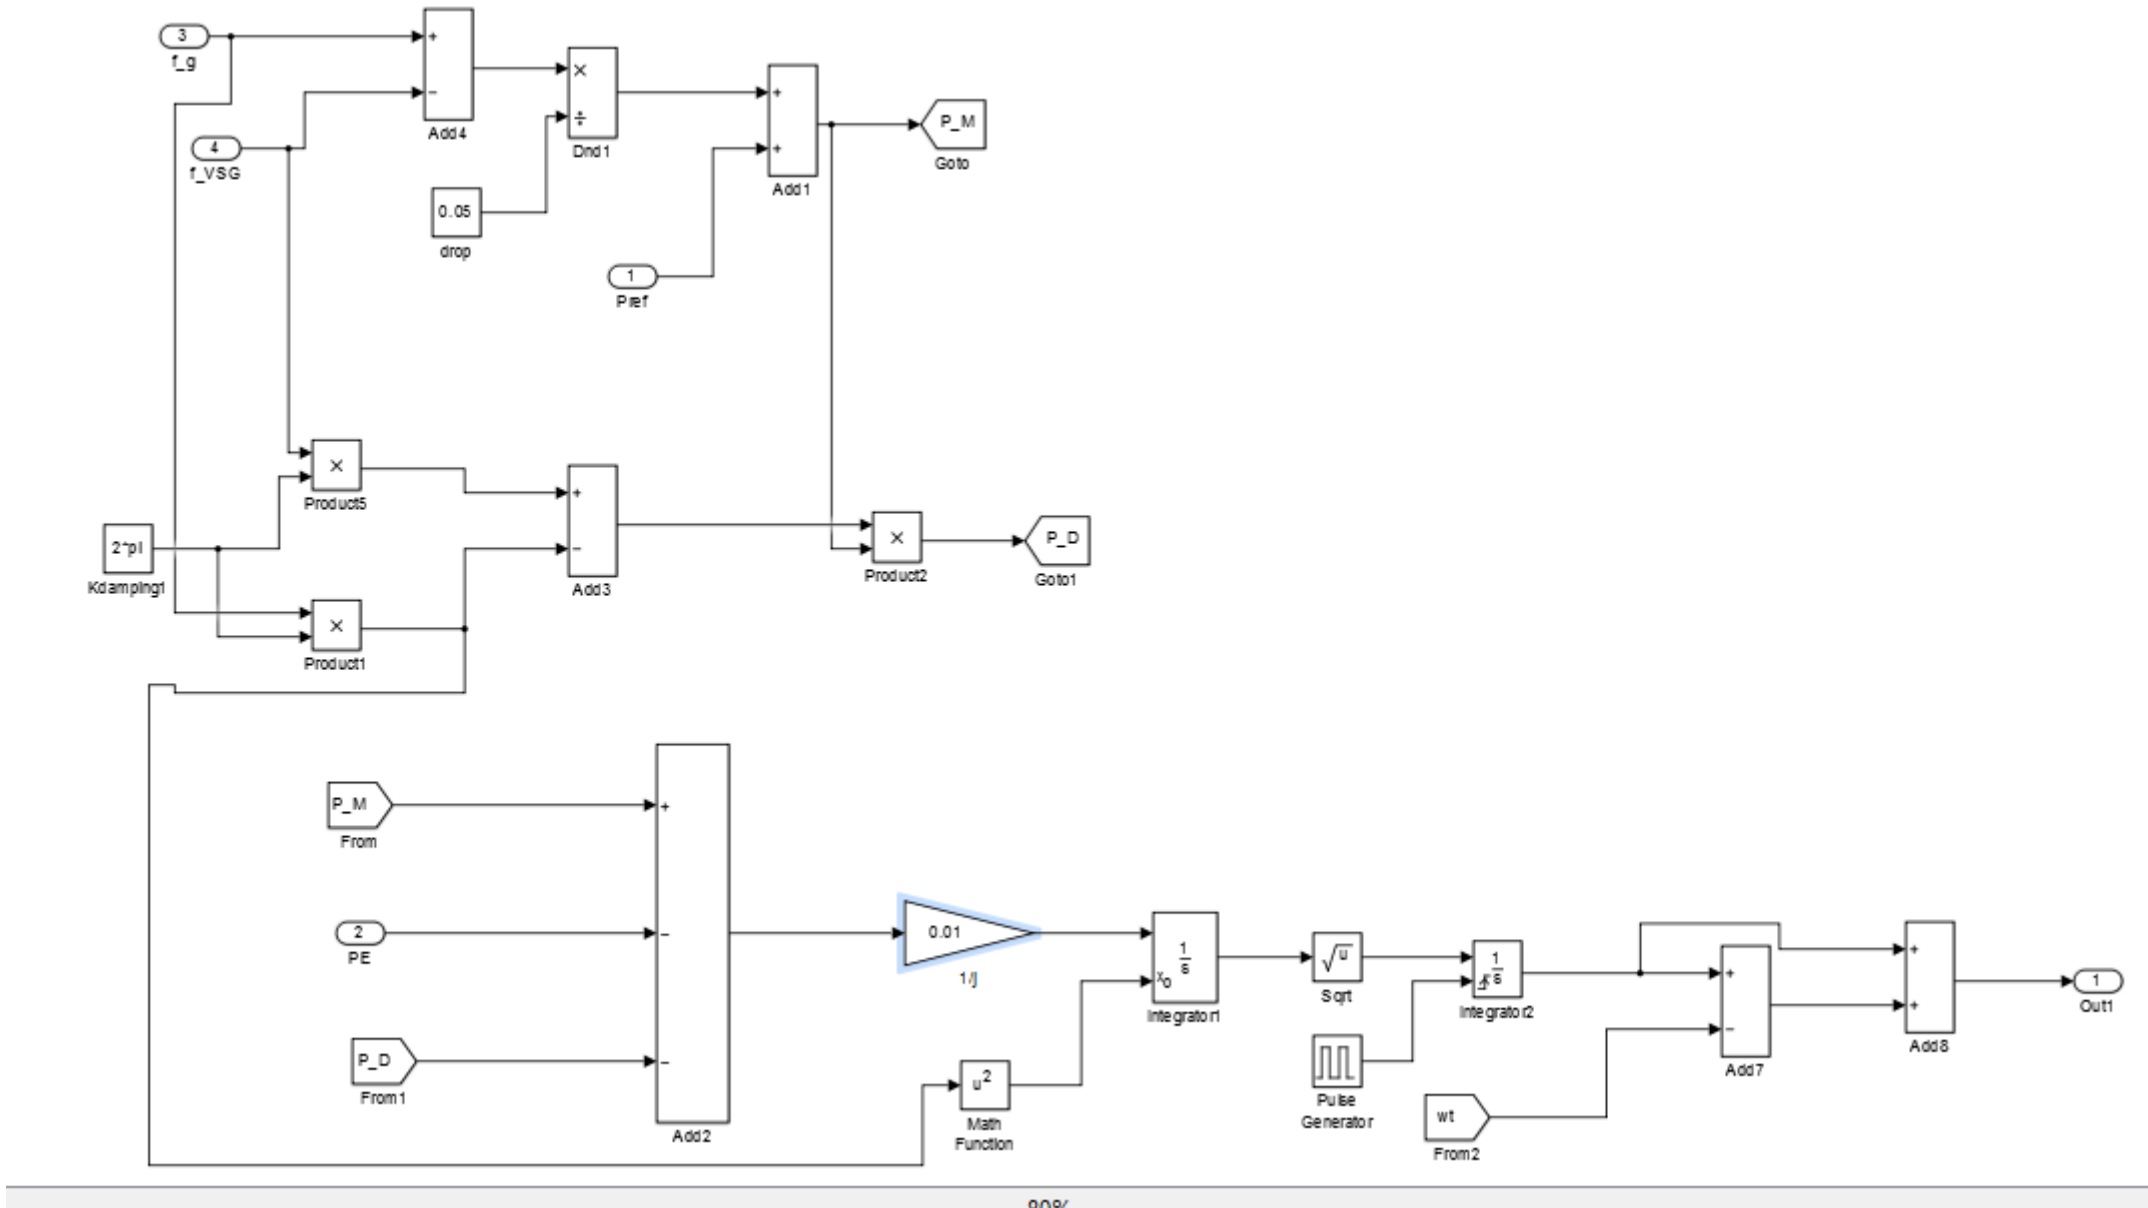 3
f_g
+
−
Add4
×
÷
Dnd1
+
+
Add1
P_M
Goto
4
f_VSG
0.05
drop
1
Pref
×
Product5
2*pi
Kdamping1
+
−
Add3
×
Product2
P_D
Goto1
×
Product1
P_M
From
+
−
−
Add2
2
PE
P_D
From1
0.01
1/j
1
s
x0
Integrator1
√u
Sqrt
1
s
Integrator2
+
−
Add7
+
+
Add8
1
Out1
u2
Math
Function
Pulse
Generator
wt
From2
80%